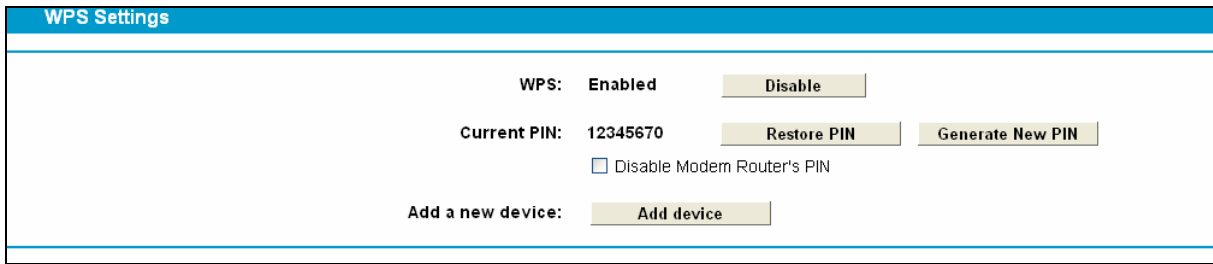 WPS Settings
WPS: Enabled Disable
Current PIN: 12345670 Restore PIN Generate New PIN
Disable Modem Router's PIN
Add a new device: Add device